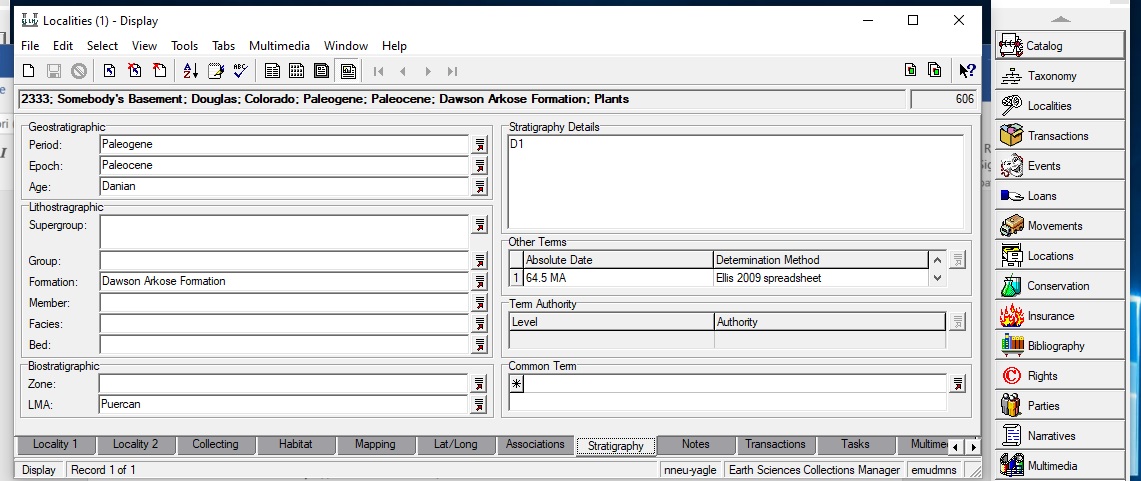 Localities (1) - Display
File Edit Select View Tools Tabs Multimedia Window Help
2333; Somebody's Basement; Douglas; Colorado; Paleogene; Paleocene; Dawson Arkose Formation; Plants
606
Geostratigraphic
Period: Paleogene
Epoch: Paleocene
Age: Danian
Lithostragraphic
Supergroup:
Group:
Formation: Dawson Arkose Formation
Member:
Facies:
Bed:
Biostratigraphic
Zone:
LMA: Puercan
Stratigraphy Details
D1
Other Terms
Absolute Date Determination Method
1 64.5 MA Ellis 2009 spreadsheet
Term Authority
Level Authority
Common Term
Locality 1 Locality 2 Collecting Habitat Mapping Lat/Long Associations Stratigraphy Notes Transactions Tasks Multime
Display Record 1 of 1 nneu-yagle Earth Sciences Collections Manager emudmns
Catalog
Taxonomy
Localities
Transactions
Events
Loans
Movements
Locations
Conservation
Insurance
Bibliography
Rights
Parties
Narratives
Multimedia